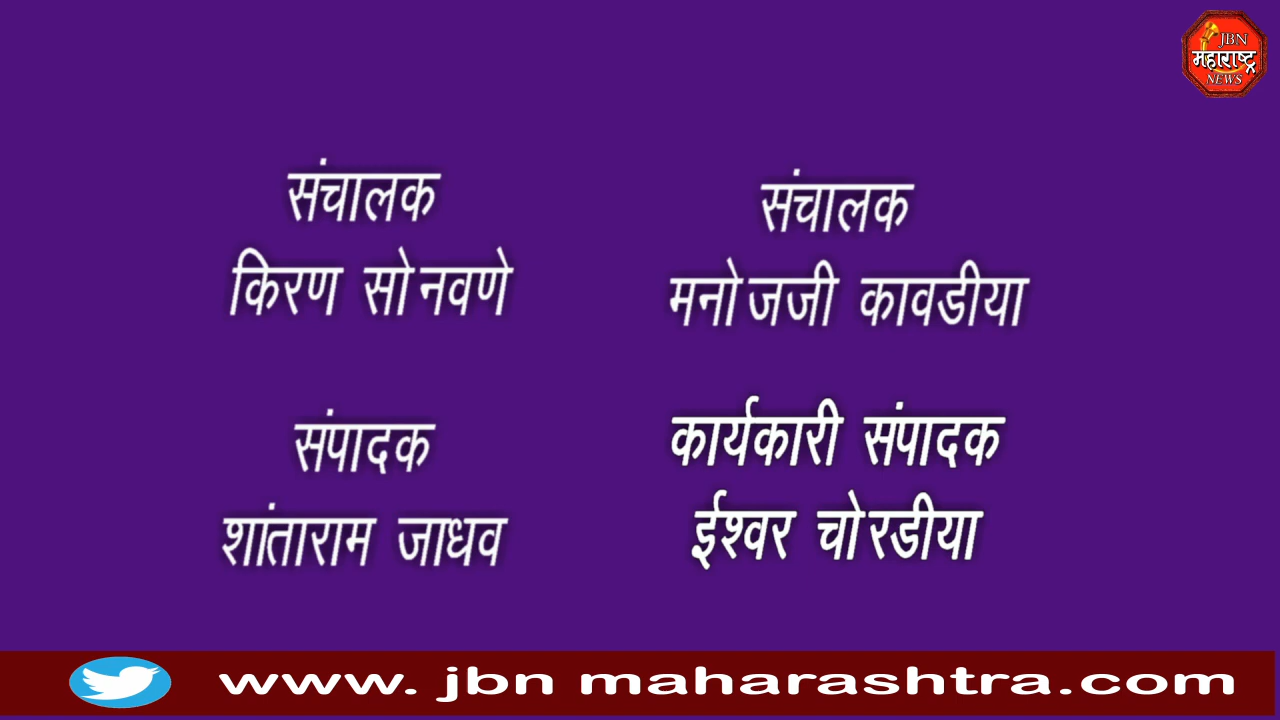 JBN
महाराष्ट्र
NEWS
संचालक
किरण सोनवणे
संचालक
मनोजजी कावडीया
संपादक
शांताराम जाधव
कार्यकारी संपादक
ईश्वर चोरडीया
www. jbn maharashtra.com